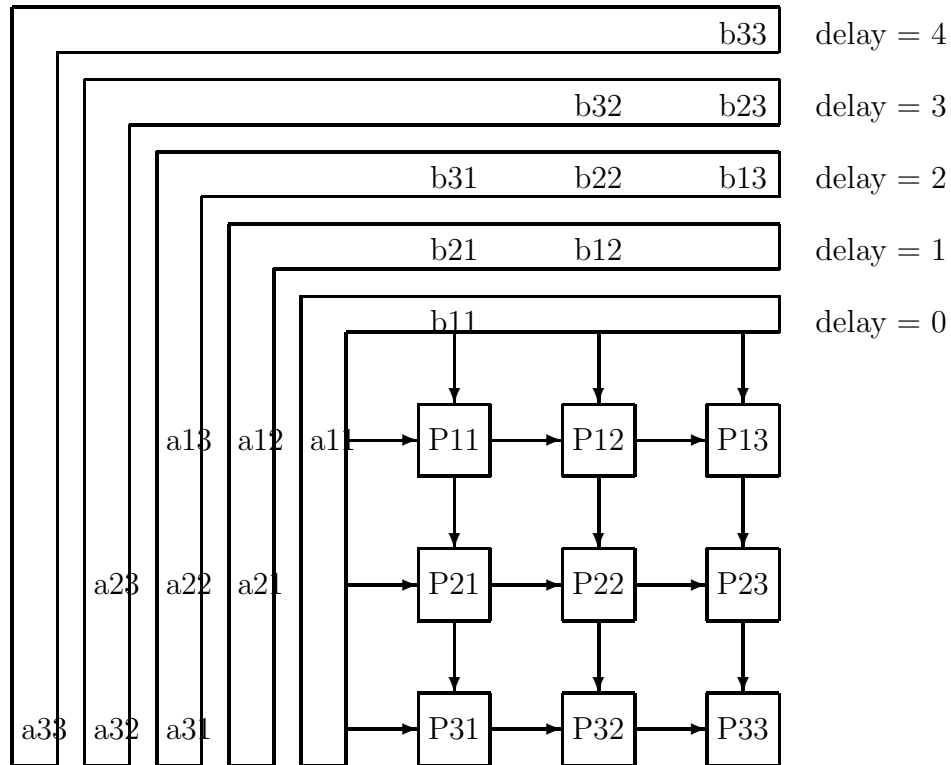 b33 delay = 4
b32 b23 delay = 3
b31 b22 b13 delay = 2
b21 b12 delay = 1
b11 delay = 0
a13 a12 a11 P11 P12 P13
a23 a22 a21 P21 P22 P23
a33 a32 a31 P31 P32 P33